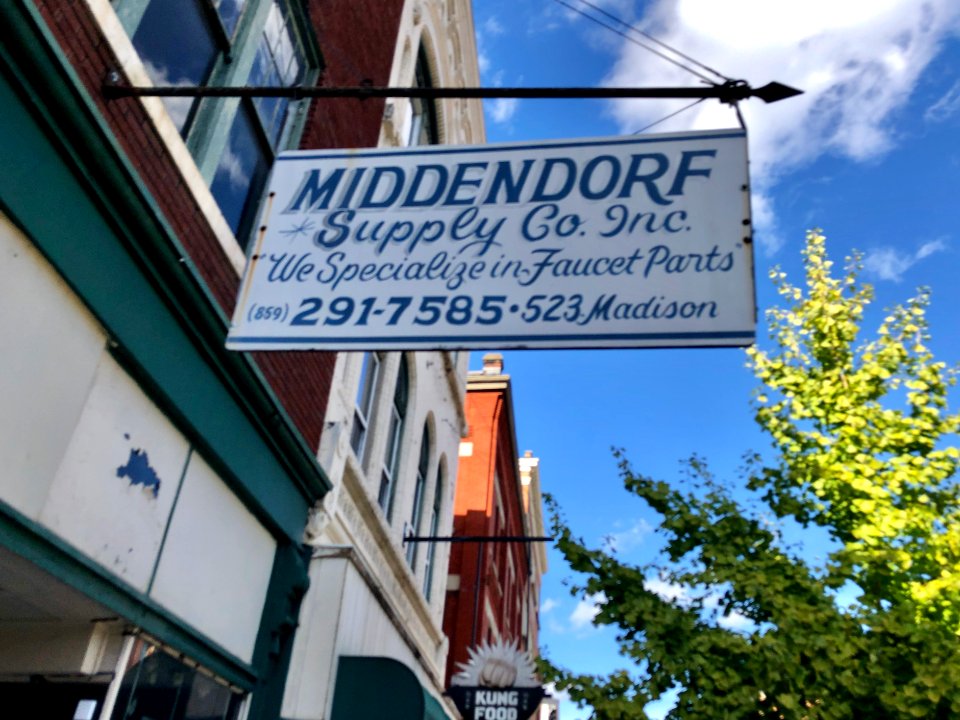 MIDDENDORF
Supply Co. Inc.
"We Specialize in Faucet Parts"
(859) 291-7585 • 523 Madison
KUNG
FOOD